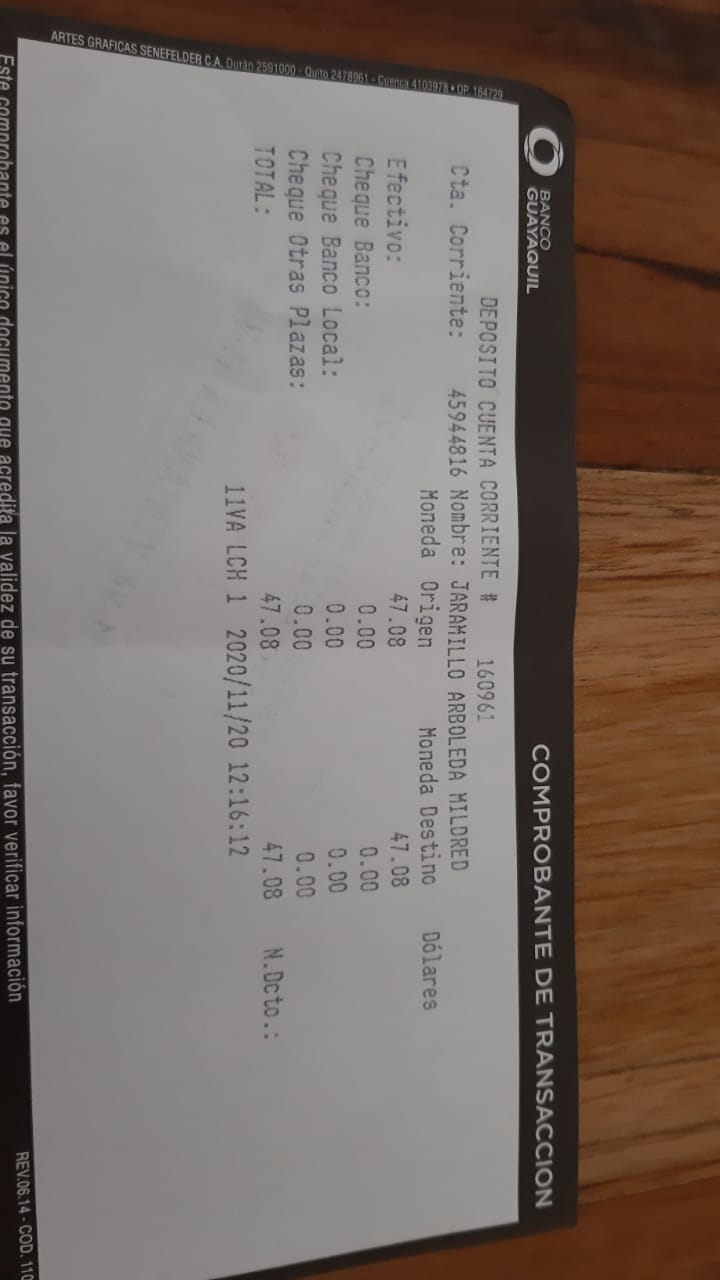 ARTES GRAFICAS SENEFELDER C.A. Durán 2591000 - Quito 2478961 - Cuenca 4103978 • OP. 164729
BANCO
GUAYAQUIL
COMPROBANTE DE TRANSACCION
DEPOSITO CUENTA CORRIENTE # 160961
Cta. Corriente: 45944816 Nombre: JARAMILLO ARBOLEDA MILDRED
Moneda Origen Moneda Destino Dólares
Efectivo: 47.08 47.08
Cheque Banco: 0.00 0.00
Cheque Banco Local: 0.00 0.00
Cheque Otras Plazas: 0.00 0.00
TOTAL: 47.08 47.08 N.Dcto.:
11VA LCH 1 2020/11/20 12:16:12
Este comprobante es el único documento que acredita la validez de su transacción, favor verificar información
REV.06.14 - COD. 110